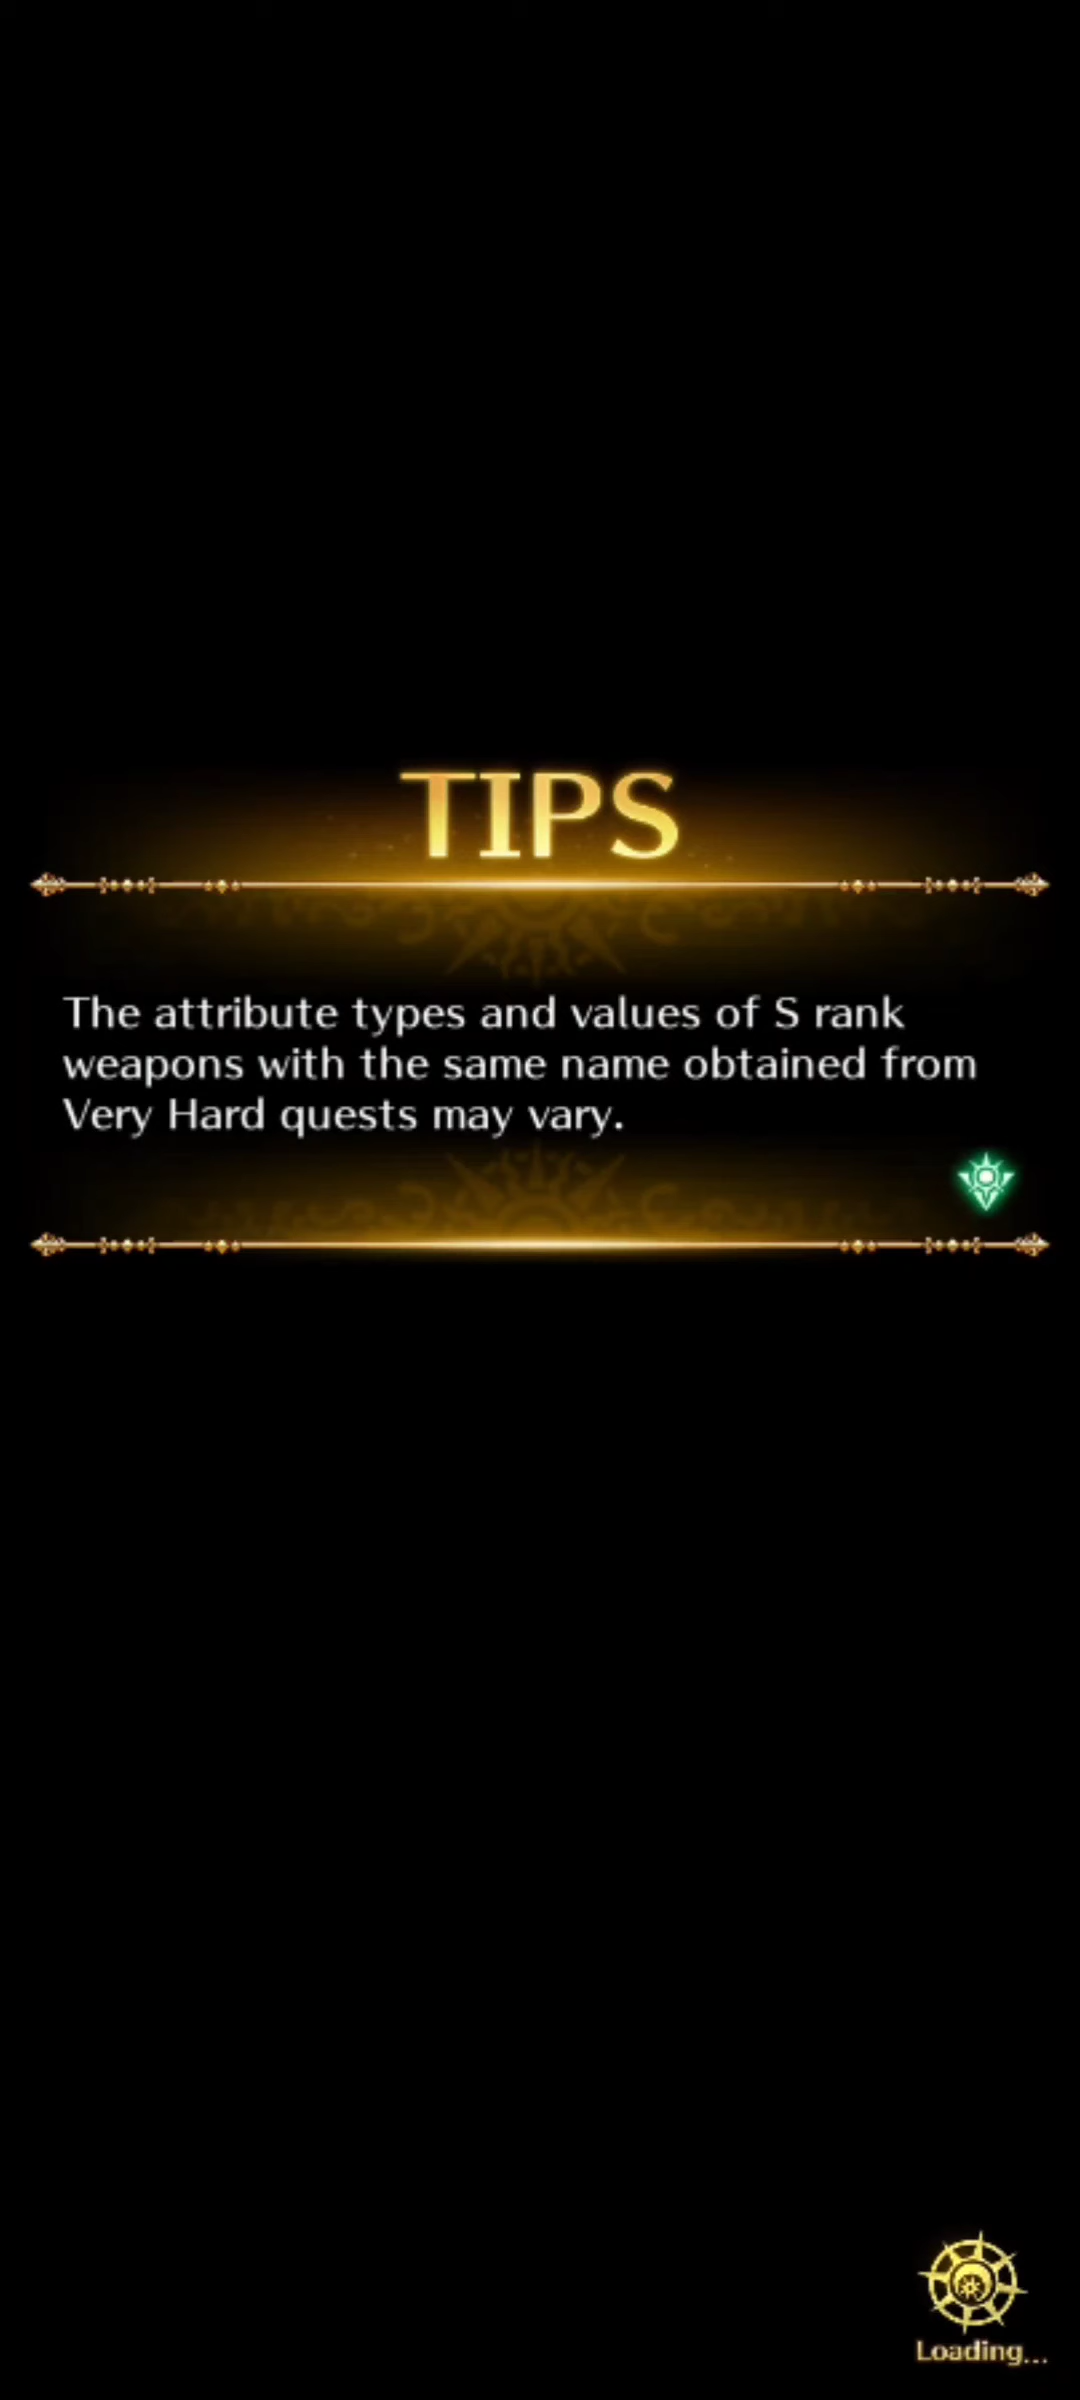 TIPS
The attribute types and values of S rank
weapons with the same name obtained from
Very Hard quests may vary.
Loading...